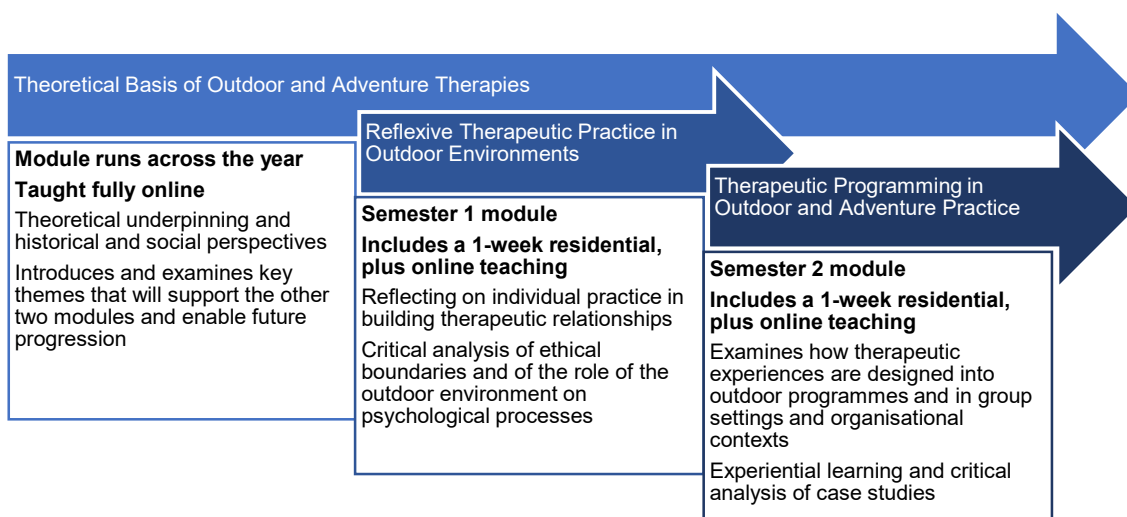 Theoretical Basis of Outdoor and Adventure Therapies
Module runs across the year
Taught fully online
Theoretical underpinning and
historical and social perspectives
Introduces and examines key
themes that will support the other
two modules and enable future
progression
Reflexive Therapeutic Practice in
Outdoor Environments
Semester 1 module
Includes a 1-week residential,
plus online teaching
Reflecting on individual practice in
building therapeutic relationships
Critical analysis of ethical
boundaries and of the role of the
outdoor environment on
psychological processes
Therapeutic Programming in
Outdoor and Adventure Practice
Semester 2 module
Includes a 1-week residential,
plus online teaching
Examines how therapeutic
experiences are designed into
outdoor programmes and in group
settings and organisational
contexts
Experiential learning and critical
analysis of case studies